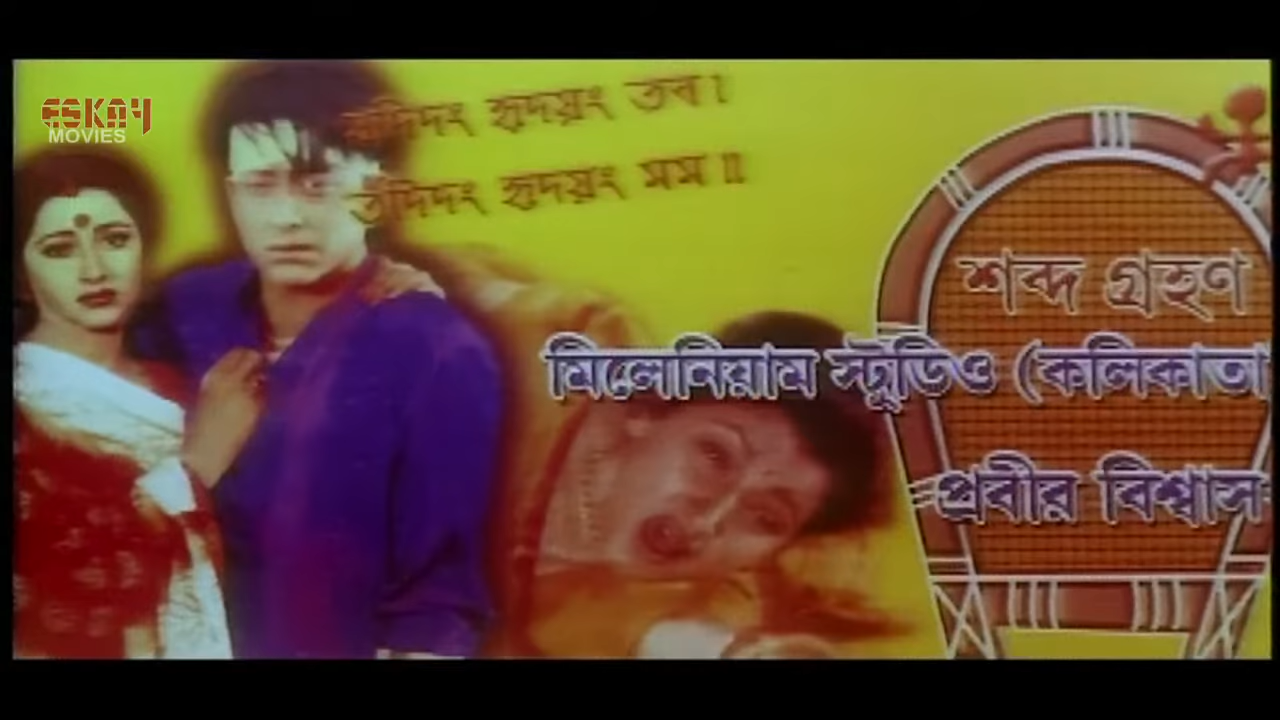 ESKAY
MOVIES
যদিদং হৃদয়ং তব।
তদিদং হৃদয়ং মম॥
শব্দ গ্রহণ
মিলেনিয়াম স্টুডিও (কলিকাতা
প্রবীর বিশ্বাস